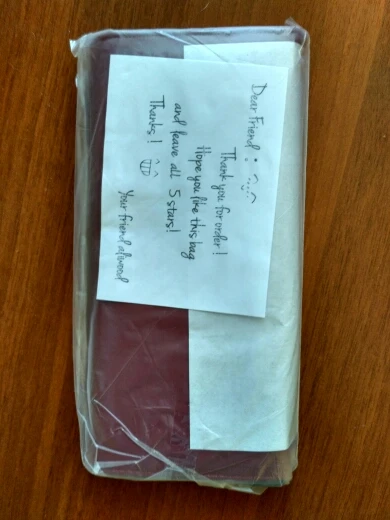 Dear Friend :
Thank you for order !
Hope you like this bag
and leave all 5 stars!
Thanks !
Your friend alwood